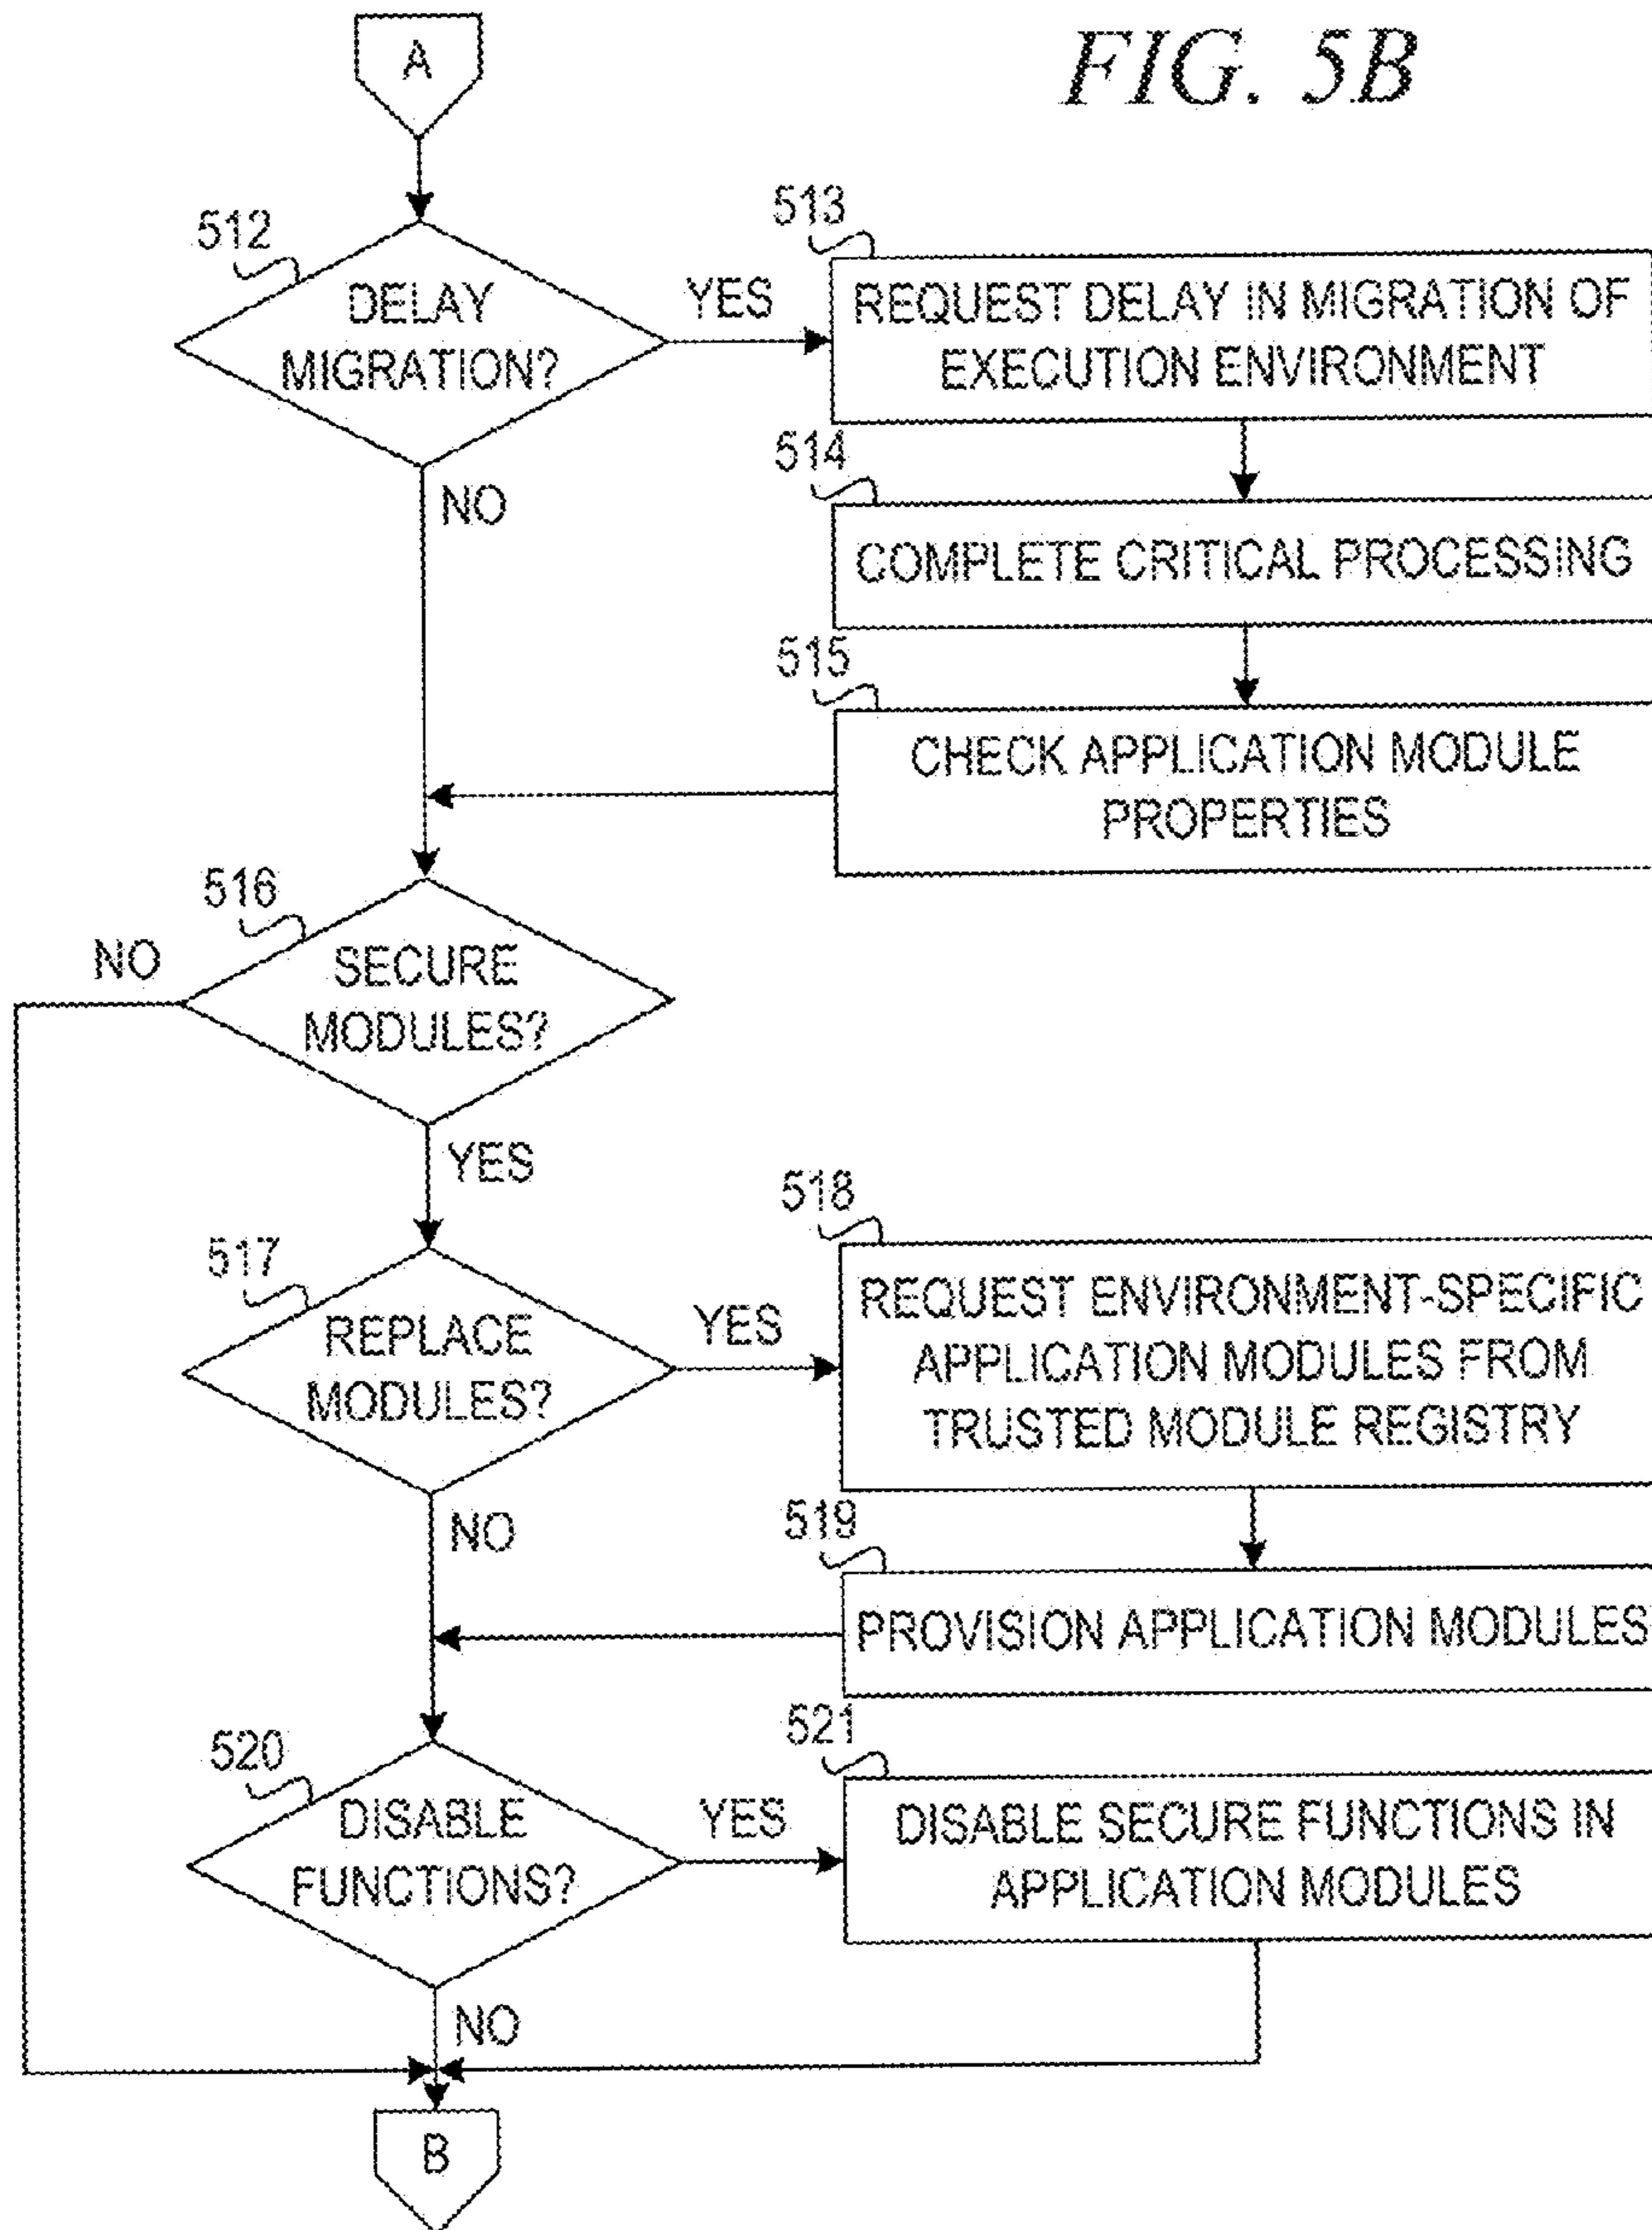 FIG. 5B
A
512
DELAY
MIGRATION?
YES
NO
513
REQUEST DELAY IN MIGRATION OF
EXECUTION ENVIRONMENT
514
COMPLETE CRITICAL PROCESSING
515
CHECK APPLICATION MODULE
PROPERTIES
516
NO
SECURE
MODULES?
YES
517
REPLACE
MODULES?
YES
NO
518
REQUEST ENVIRONMENT-SPECIFIC
APPLICATION MODULES FROM
TRUSTED MODULE REGISTRY
519
PROVISION APPLICATION MODULES
520
DISABLE
FUNCTIONS?
YES
NO
521
DISABLE SECURE FUNCTIONS IN
APPLICATION MODULES
B